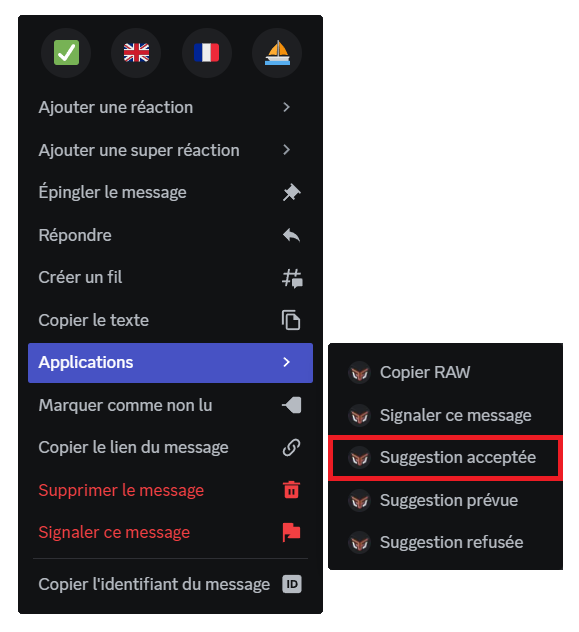 Ajouter une réaction
Ajouter une super réaction
Épingler le message
Répondre
Créer un fil
Copier le texte
Applications
Marquer comme non lu
Copier le lien du message
Supprimer le message
Signaler ce message
Copier l'identifiant du message ID
Copier RAW
Signaler ce message
Suggestion acceptée
Suggestion prévue
Suggestion refusée